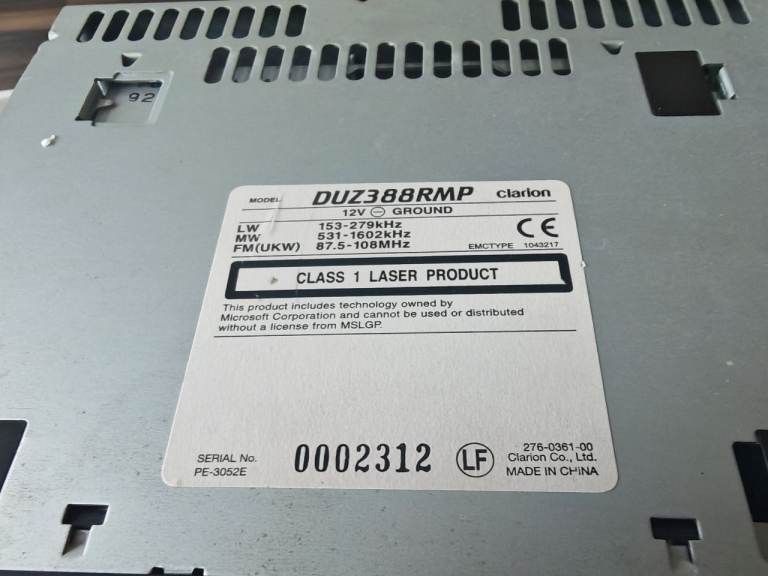 92
MODEL DUZ388RMP clarion
12V ⊖ GROUND
LW 153-279kHz
MW 531-1602kHz
FM(UKW) 87.5-108MHz CE
EMCTYPE 1043217
CLASS 1 LASER PRODUCT
This product includes technology owned by
Microsoft Corporation and cannot be used or distributed
without a license from MSLGP.
SERIAL No. 0002312 LF 276-0361-00
PE-3052E Clarion Co., Ltd.
MADE IN CHINA